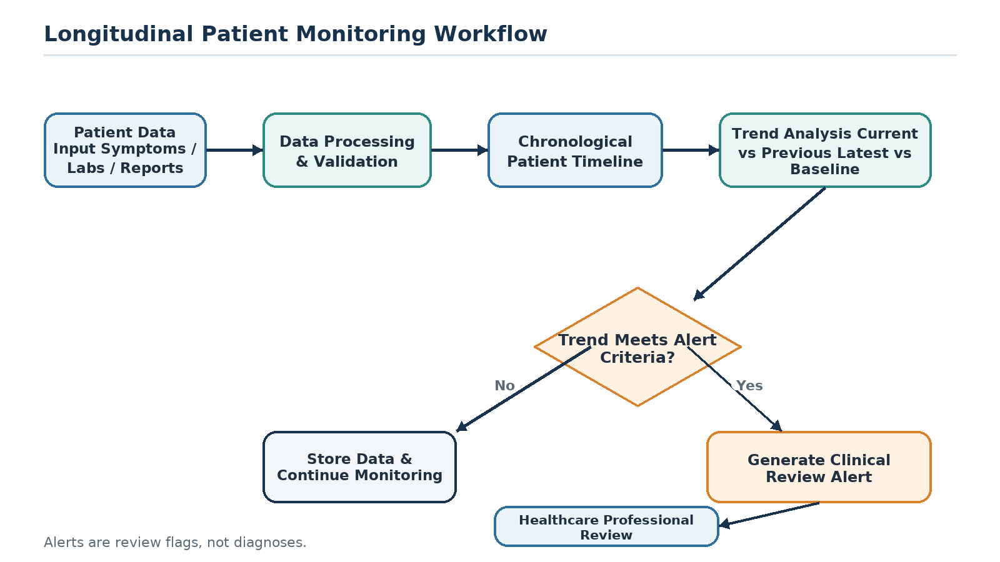 Longitudinal Patient Monitoring Workflow
Patient Data
Input Symptoms /
Labs / Reports
Data Processing
& Validation
Chronological
Patient Timeline
Trend Analysis Current
vs Previous Latest vs
Baseline
Trend Meets Alert
Criteria?
No
Yes
Store Data &
Continue Monitoring
Generate Clinical
Review Alert
Healthcare Professional
Review
Alerts are review flags, not diagnoses.